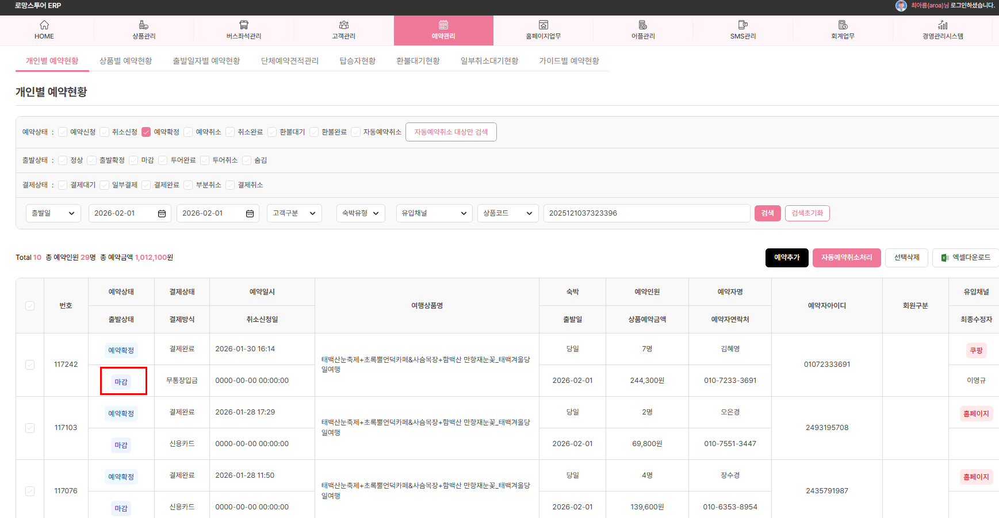 로망스투어 ERP
최아름(aroa)님 로그인하셨습니다.
HOME
상품관리
버스좌석관리
고객관리
예약관리
홈페이지업무
어플관리
SMS관리
회계업무
경영관리시스템
개인별 예약현황
상품별 예약현황
출발일자별 예약현황
단체예약견적관리
탑승자현황
환불대기현황
일부취소대기현황
가이드별 예약현황
개인별 예약현황
예약상태 : 예약신청 취소신청 예약확정 예약취소 취소완료 환불대기 환불완료 자동예약취소 자동예약취소 대상만 검색
출발상태 : 정상 출발확정 마감 투어완료 투어취소 숨김
결제상태 : 결제대기 일부결제 결제완료 부분취소 결제취소
출발일 2026-02-01 2026-02-01 고객구분 숙박유형 유입채널 상품코드 2025121037323396 검색 검색초기화
Total 10 총 예약인원 29명 총 예약금액 1,012,100원
예약추가 자동예약취소처리 선택삭제 엑셀다운로드
번호
예약상태 결제상태 예약일시 여행상품명 숙박 예약인원 예약자명 예약자아이디 회원구분 유입채널
출발상태 결제방식 취소신청일 출발일 상품예약금액 예약자연락처 최종수정자
117242
예약확정 결제완료 2026-01-30 16:14
태백산눈축제+초록뿔언덕카페&사슴목장+함백산 만항재눈꽃_태백겨울당
일여행
당일 7명 김혜영 01072333691 쿠팡
마감 무통장입금 0000-00-00 00:00:00 2026-02-01 244,300원 010-7233-3691 이영규
117103
예약확정 결제완료 2026-01-28 17:29
태백산눈축제+초록뿔언덕카페&사슴목장+함백산 만항재눈꽃_태백겨울당
일여행
당일 2명 오은경 2493195708 홈페이지
마감 신용카드 0000-00-00 00:00:00 2026-02-01 69,800원 010-7551-3447
117076
예약확정 결제완료 2026-01-28 11:50
태백산눈축제+초록뿔언덕카페&사슴목장+함백산 만항재눈꽃_태백겨울당
일여행
당일 4명 장수경 2435791987 홈페이지
마감 신용카드 0000-00-00 00:00:00 2026-02-01 139,600원 010-6353-8954